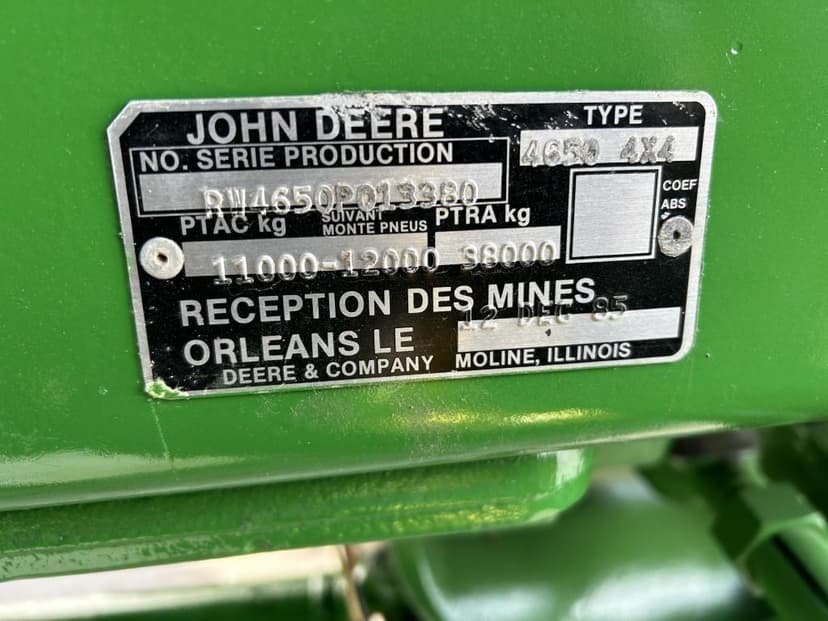 JOHN DEERE
TYPE
4650 4X4
NO. SERIE PRODUCTION
RW4650P013380
COEF
ABS
PTAC kg
SUIVANT
MONTE PNEUS
PTRA kg
11000-12000 38000
RECEPTION DES MINES
ORLEANS LE
12 DEC 85
DEERE & COMPANY MOLINE, ILLINOIS